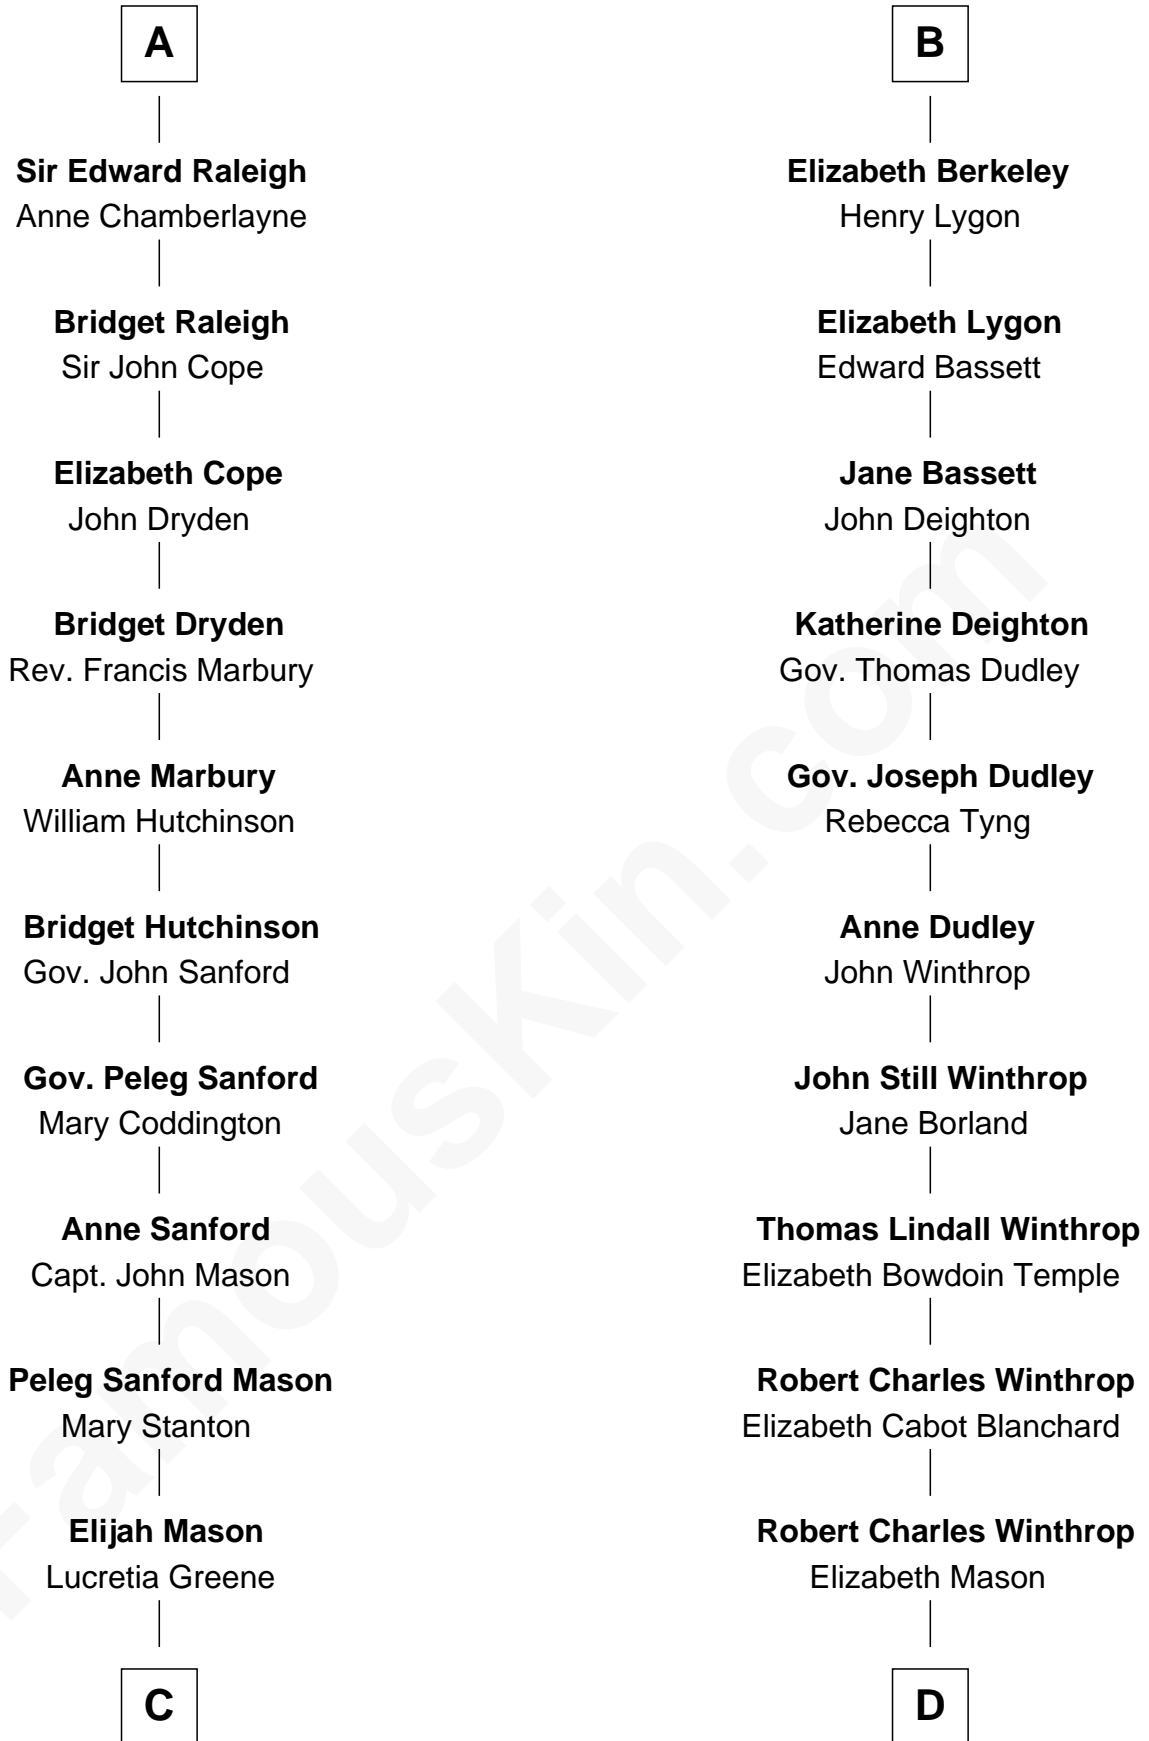 A
Sir Edward Raleigh
Anne Chamberlayne
Bridget Raleigh
Sir John Cope
Elizabeth Cope
John Dryden
Bridget Dryden
Rev. Francis Marbury
Anne Marbury
William Hutchinson
Bridget Hutchinson
Gov. John Sanford
Gov. Peleg Sanford
Mary Coddington
Anne Sanford
Capt. John Mason
Peleg Sanford Mason
Mary Stanton
Elijah Mason
Lucretia Greene
C
B
Elizabeth Berkeley
Henry Lygon
Elizabeth Lygon
Edward Bassett
Jane Bassett
John Deighton
Katherine Deighton
Gov. Thomas Dudley
Gov. Joseph Dudley
Rebecca Tyng
Anne Dudley
John Winthrop
John Still Winthrop
Jane Borland
Thomas Lindall Winthrop
Elizabeth Bowdoin Temple
Robert Charles Winthrop
Elizabeth Cabot Blanchard
Robert Charles Winthrop
Elizabeth Mason
D
FamousKin.com